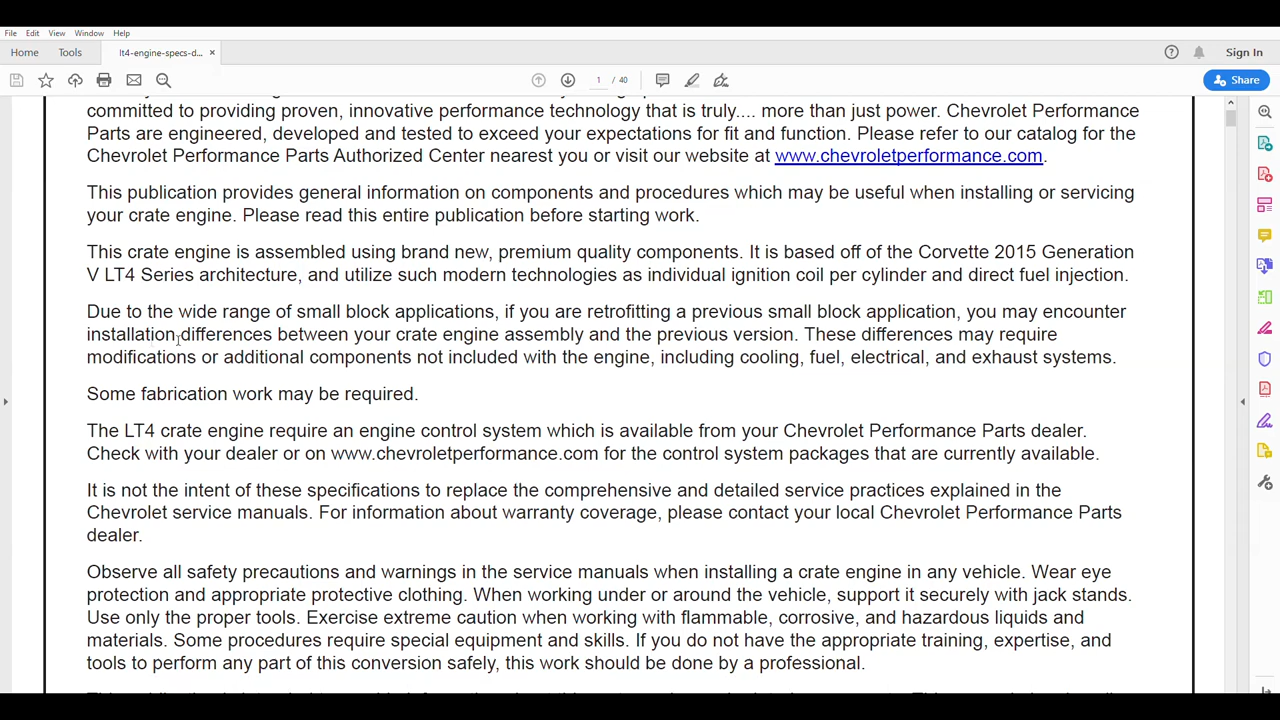 File Edit View Window Help
Home Tools lt4-engine-specs-d... × Sign In
1 / 40 Share
committed to providing proven, innovative performance technology that is truly.... more than just power. Chevrolet Performance
Parts are engineered, developed and tested to exceed your expectations for fit and function. Please refer to our catalog for the
Chevrolet Performance Parts Authorized Center nearest you or visit our website at www.chevroletperformance.com.
This publication provides general information on components and procedures which may be useful when installing or servicing
your crate engine. Please read this entire publication before starting work.
This crate engine is assembled using brand new, premium quality components. It is based off of the Corvette 2015 Generation
V LT4 Series architecture, and utilize such modern technologies as individual ignition coil per cylinder and direct fuel injection.
Due to the wide range of small block applications, if you are retrofitting a previous small block application, you may encounter
installation differences between your crate engine assembly and the previous version. These differences may require
modifications or additional components not included with the engine, including cooling, fuel, electrical, and exhaust systems.
Some fabrication work may be required.
The LT4 crate engine require an engine control system which is available from your Chevrolet Performance Parts dealer.
Check with your dealer or on www.chevroletperformance.com for the control system packages that are currently available.
It is not the intent of these specifications to replace the comprehensive and detailed service practices explained in the
Chevrolet service manuals. For information about warranty coverage, please contact your local Chevrolet Performance Parts
dealer.
Observe all safety precautions and warnings in the service manuals when installing a crate engine in any vehicle. Wear eye
protection and appropriate protective clothing. When working under or around the vehicle, support it securely with jack stands.
Use only the proper tools. Exercise extreme caution when working with flammable, corrosive, and hazardous liquids and
materials. Some procedures require special equipment and skills. If you do not have the appropriate training, expertise, and
tools to perform any part of this conversion safely, this work should be done by a professional.